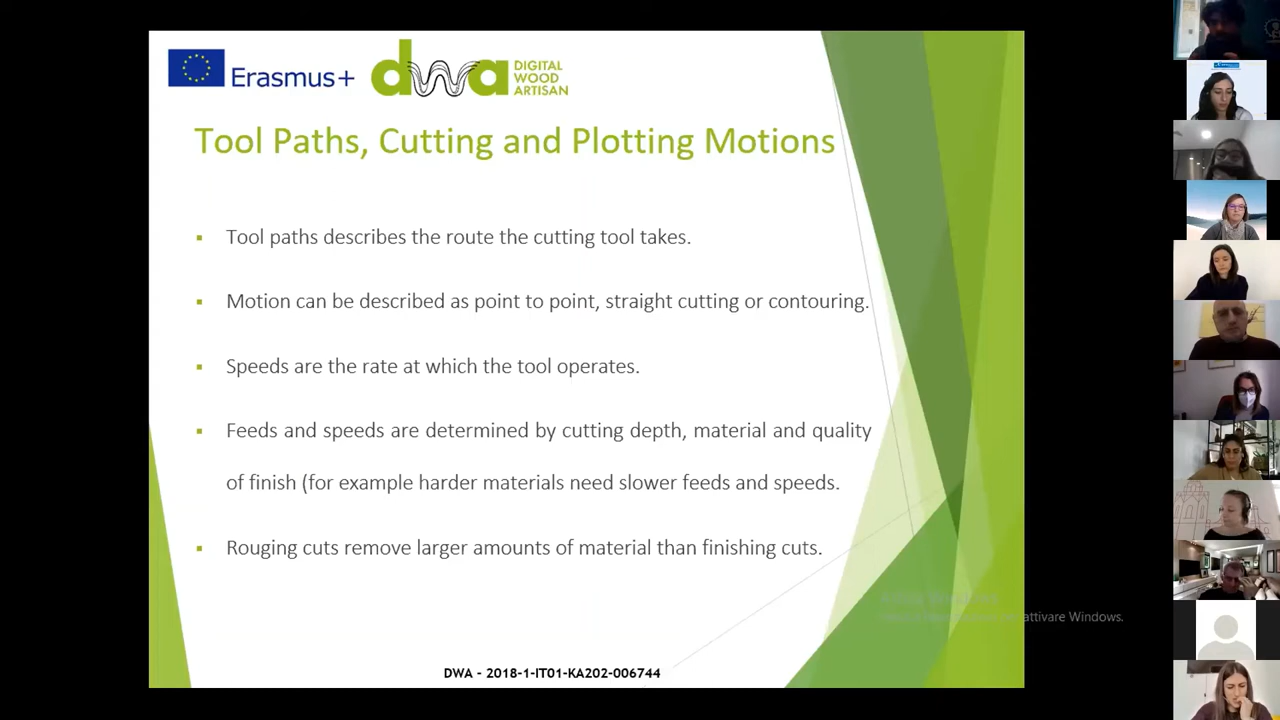 Erasmus+
dwa
DIGITAL
WOOD
ARTISAN
Tool Paths, Cutting and Plotting Motions
Tool paths describes the route the cutting tool takes.
Motion can be described as point to point, straight cutting or contouring.
Speeds are the rate at which the tool operates.
Feeds and speeds are determined by cutting depth, material and quality
of finish (for example harder materials need slower feeds and speeds.
Rouging cuts remove larger amounts of material than finishing cuts.
attivare Windows.
DWA - 2018-1-IT01-KA202-006744